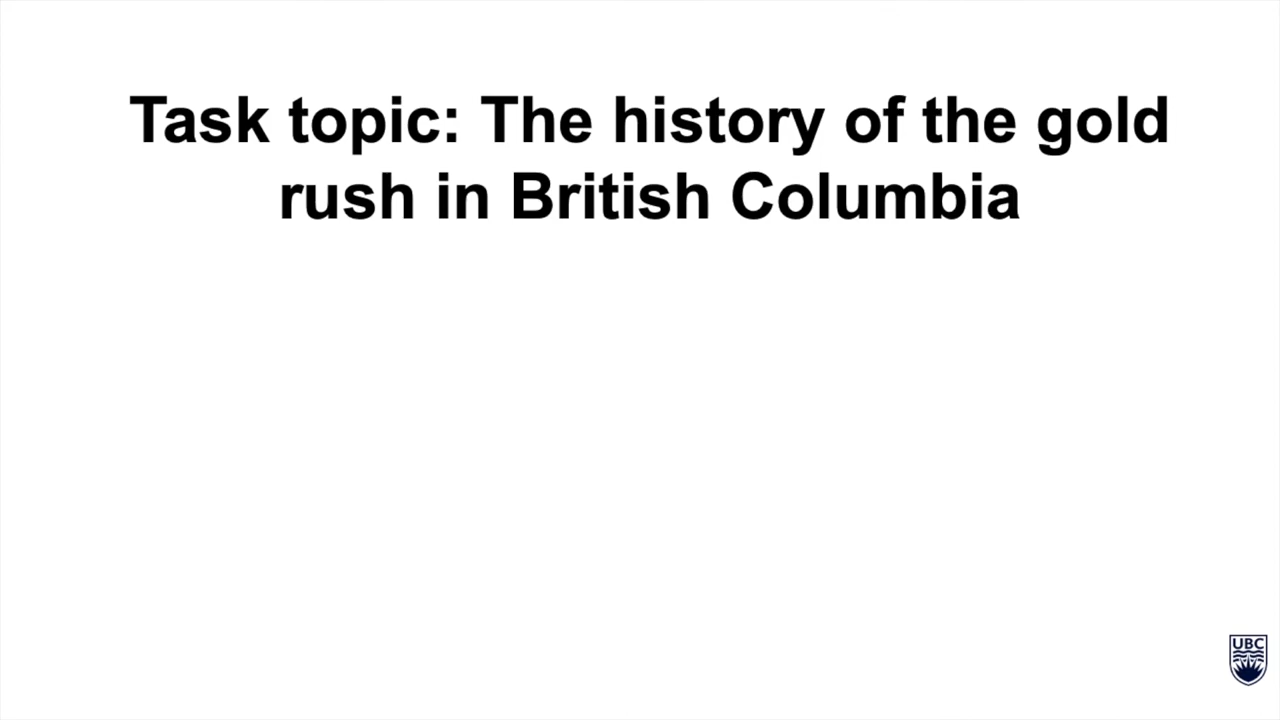 Task topic: The history of the gold
rush in British Columbia
UBC